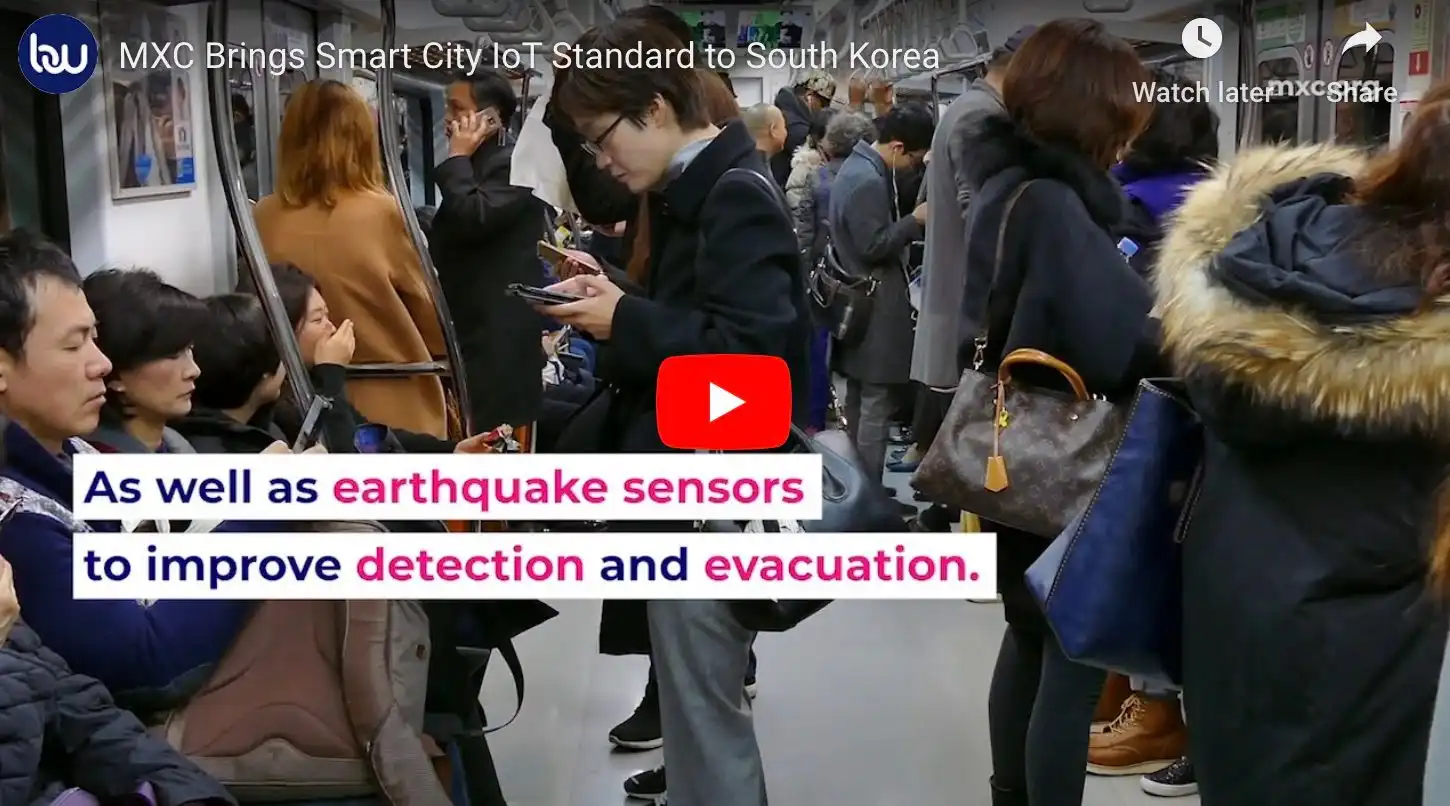 bw
MXC Brings Smart City IoT Standard to South Korea
Watch later
Share
mxc.org
As well as earthquake sensors
to improve detection and evacuation.